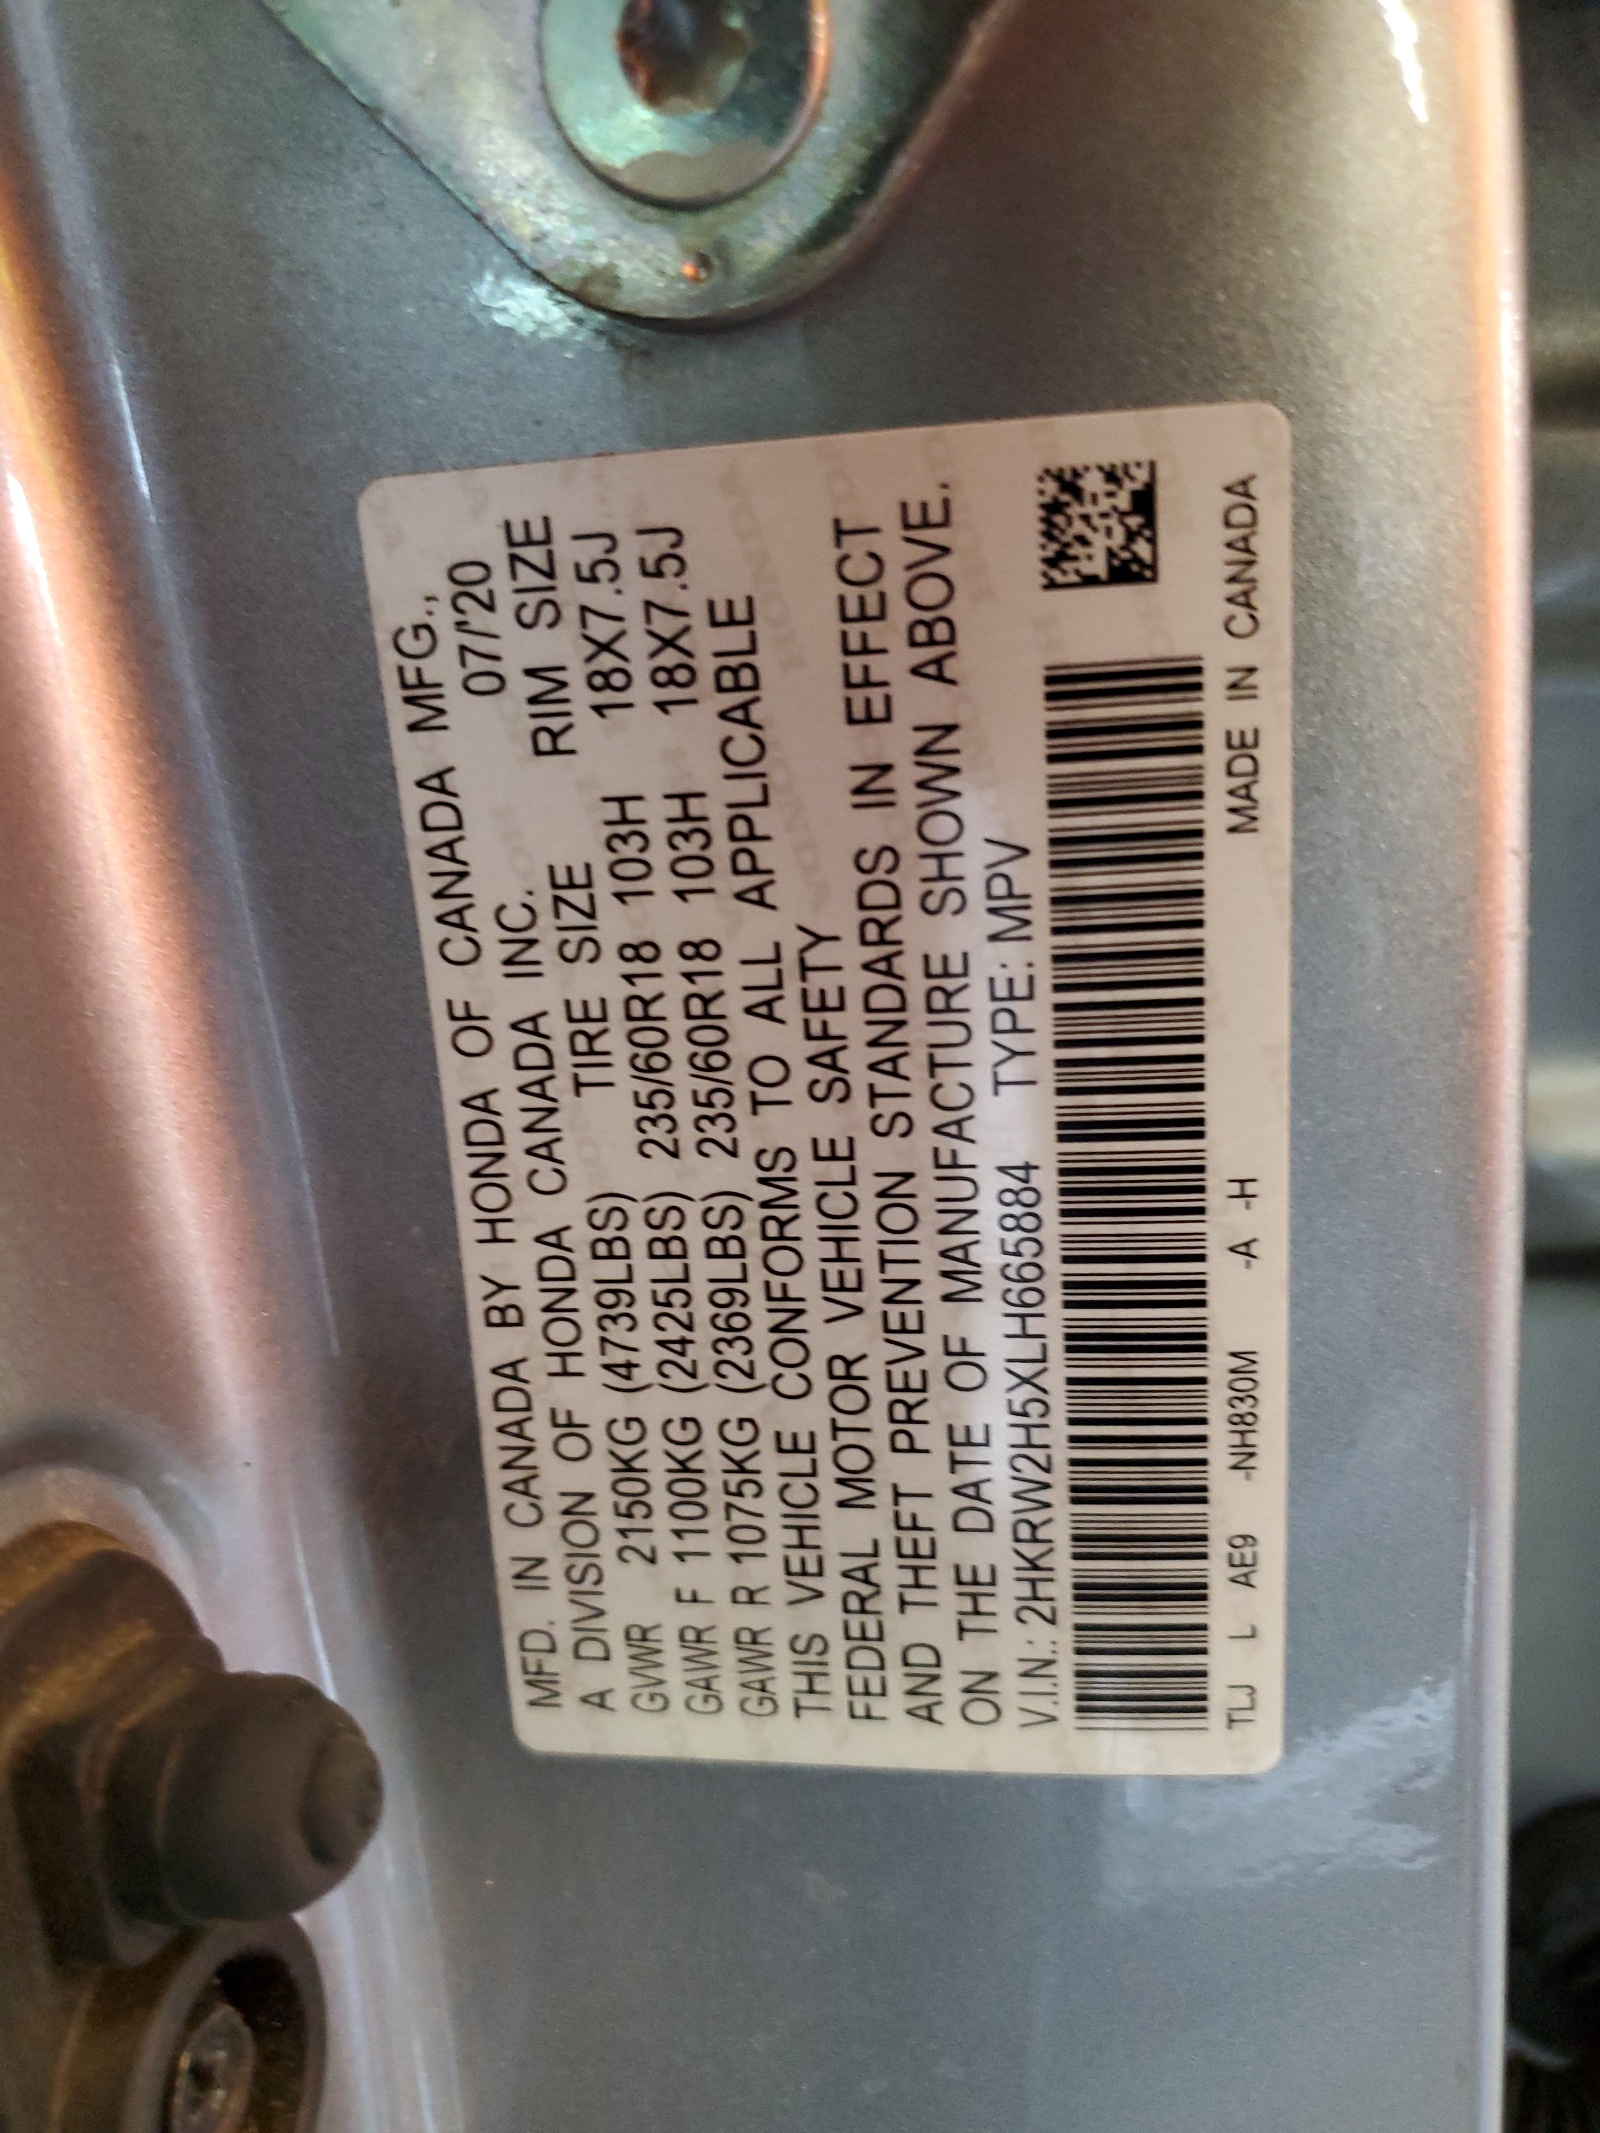 MFD. IN CANADA BY HONDA OF CANADA MFG.,
A DIVISION OF HONDA CANADA INC. 07/'20
TIRE SIZE RIM SIZE
GVWR 2150KG (4739LBS)
GAWR F 1100KG (2425LBS) 235/60R18 103H 18X7.5J
GAWR R 1075KG (2369LBS) 235/60R18 103H 18X7.5J
THIS VEHICLE CONFORMS TO ALL APPLICABLE
FEDERAL MOTOR VEHICLE SAFETY
AND THEFT PREVENTION STANDARDS IN EFFECT
ON THE DATE OF MANUFACTURE SHOWN ABOVE.
V.I.N.: 2HKRW2H5XLH665884 TYPE: MPV
TLJ L AE9 -NH830M -A -H MADE IN CANADA